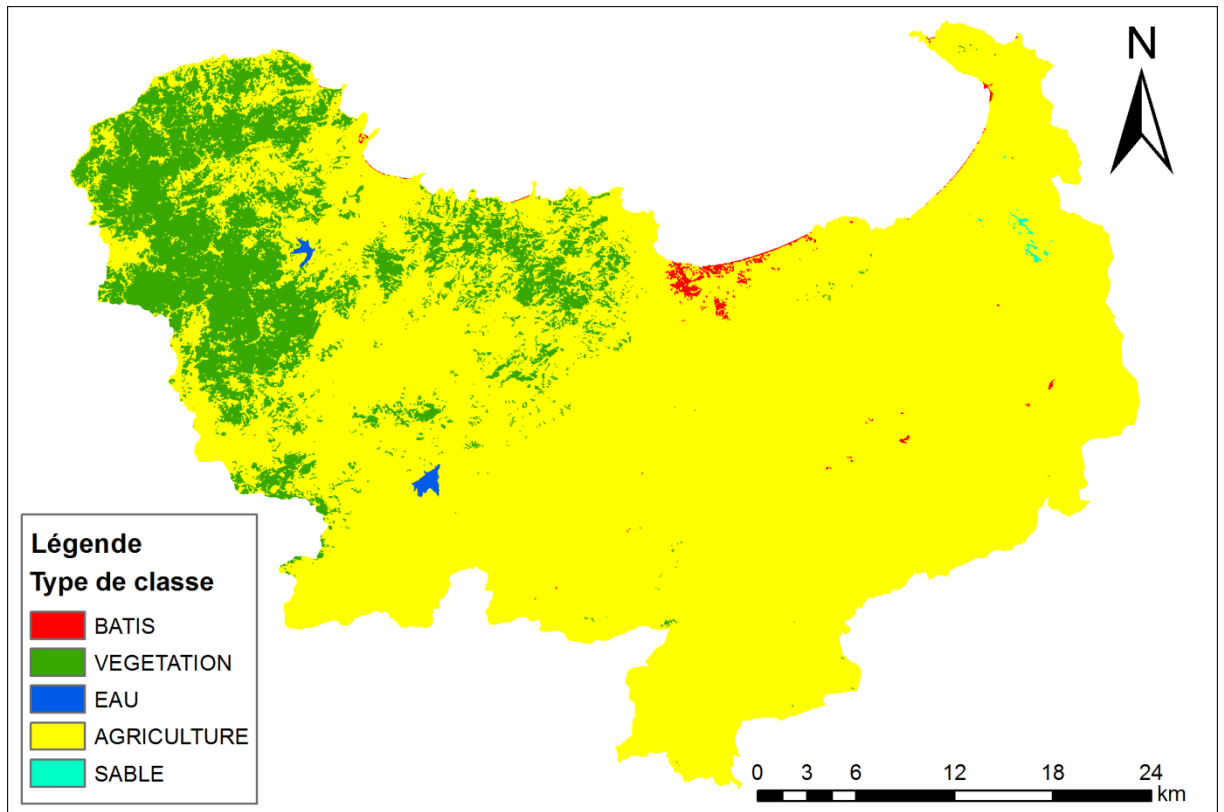 N
Légende
Type de classe
BATIS
VEGETATION
EAU
AGRICULTURE
SABLE
0 3 6 12 18 24
km